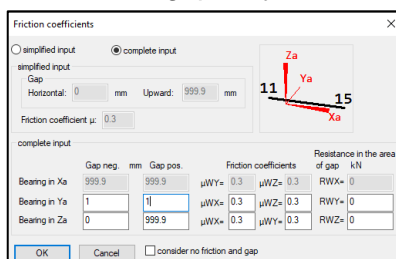 Friction coefficients
simplified input complete input
simplified input
Gap
Horizontal: 0 mm Upward: 999.9 mm
Friction coefficient µ: 0.3
Za
Ya
11
15
Xa
complete input
Resistance in the area
Gap neg. mm Gap pos. Friction coefficients of gap kN
Bearing in Xa 999.9 999.9 µWY= 0.3 µWZ= 0.3 RWX= 0
Bearing in Ya 1 1 µWX= 0.3 µWZ= 0.3 RWY= 0
Bearing in Za 0 999.9 µWX= 0.3 µWY= 0.3 RWZ= 0
OK Cancel consider no friction and gap